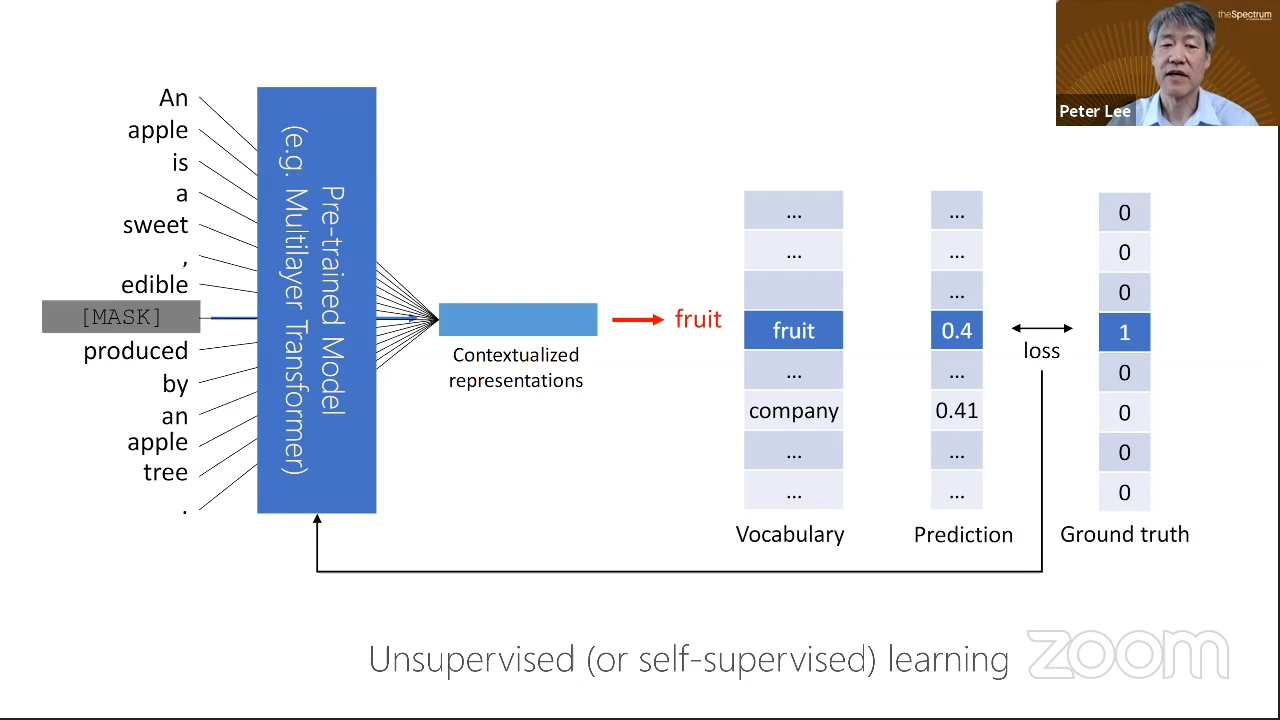 theSpectrum
Peter Lee
An
apple
is
a
sweet
,
edible
[MASK]
produced
by
an
apple
tree
.
Pre-trained Model
(e.g. Multilayer Transformer)
Contextualized
representations
fruit
...
...
fruit
...
company
...
...
Vocabulary
...
...
...
0.4
...
0.41
...
...
Prediction
loss
0
0
0
1
0
0
0
0
Ground truth
Unsupervised (or self-supervised) learning
zoom